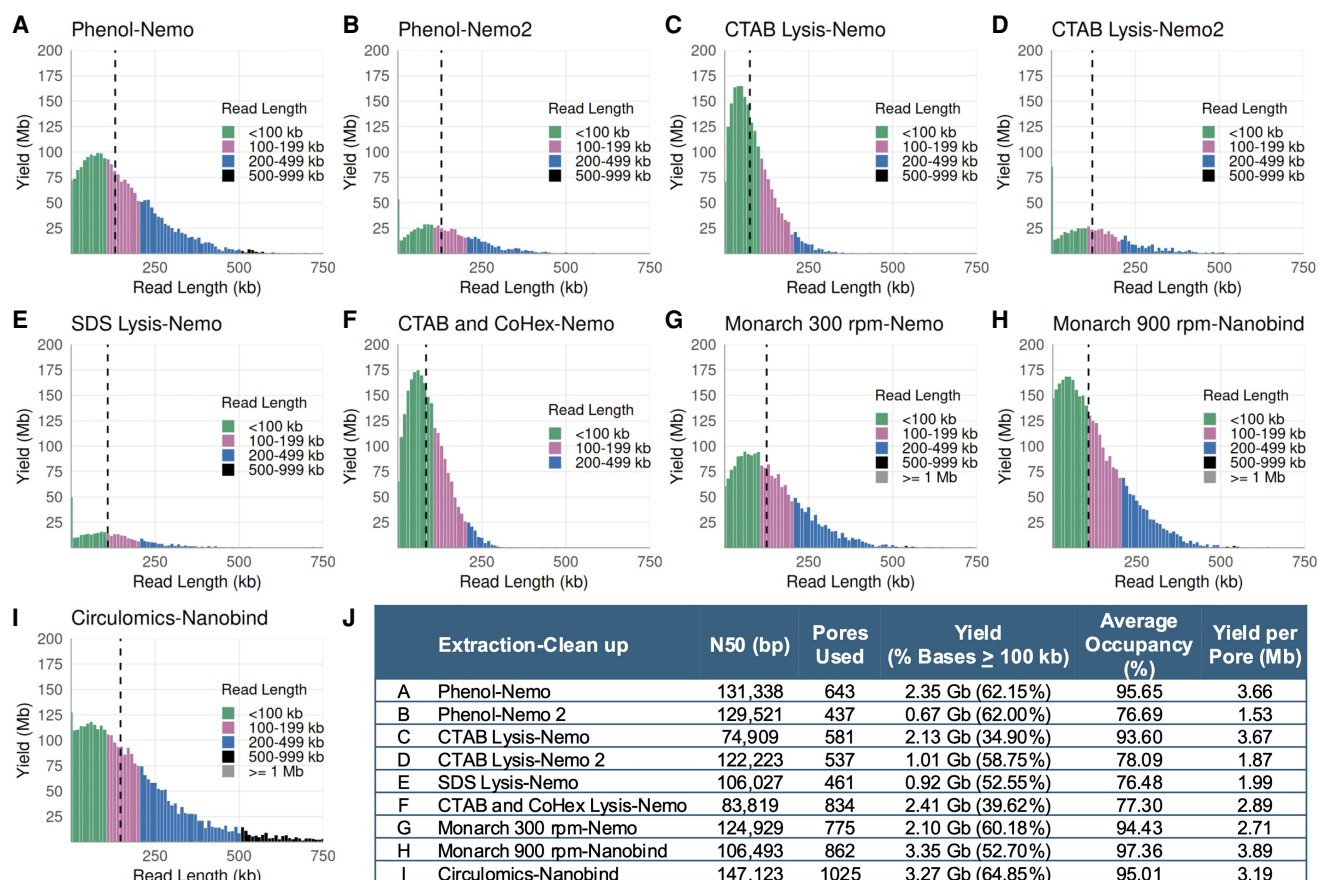 A Phenol-Nemo
200
175
150
125
100
75
50
25
Yield (Mb)
Read Length
<100 kb
100-199 kb
200-499 kb
500-999 kb
250 500 750
Read Length (kb)
B Phenol-Nemo2
200
175
150
125
100
75
50
25
Yield (Mb)
Read Length
<100 kb
100-199 kb
200-499 kb
500-999 kb
250 500 750
Read Length (kb)
C CTAB Lysis-Nemo
200
175
150
125
100
75
50
25
Yield (Mb)
Read Length
<100 kb
100-199 kb
200-499 kb
500-999 kb
250 500 750
Read Length (kb)
D CTAB Lysis-Nemo2
200
175
150
125
100
75
50
25
Yield (Mb)
Read Length
<100 kb
100-199 kb
200-499 kb
500-999 kb
250 500 750
Read Length (kb)
E SDS Lysis-Nemo
200
175
150
125
100
75
50
25
Yield (Mb)
Read Length
<100 kb
100-199 kb
200-499 kb
500-999 kb
250 500 750
Read Length (kb)
F CTAB and CoHex-Nemo
200
175
150
125
100
75
50
25
Yield (Mb)
Read Length
<100 kb
100-199 kb
200-499 kb
250 500 750
Read Length (kb)
G Monarch 300 rpm-Nemo
200
175
150
125
100
75
50
25
Yield (Mb)
Read Length
<100 kb
100-199 kb
200-499 kb
500-999 kb
>= 1 Mb
250 500 750
Read Length (kb)
H Monarch 900 rpm-Nanobind
200
175
150
125
100
75
50
25
Yield (Mb)
Read Length
<100 kb
100-199 kb
200-499 kb
500-999 kb
>= 1 Mb
250 500 750
Read Length (kb)
I Circulomics-Nanobind
200
175
150
125
100
75
50
25
Yield (Mb)
Read Length
<100 kb
100-199 kb
200-499 kb
500-999 kb
>= 1 Mb
250 500 750
Read Length (kb)
J
Extraction-Clean up N50 (bp) Pores Used Yield (% Bases ≥ 100 kb) Average Occupancy (%) Yield per Pore (Mb)
A Phenol-Nemo 131,338 643 2.35 Gb (62.15%) 95.65 3.66
B Phenol-Nemo 2 129,521 437 0.67 Gb (62.00%) 76.69 1.53
C CTAB Lysis-Nemo 74,909 581 2.13 Gb (34.90%) 93.60 3.67
D CTAB Lysis-Nemo 2 122,223 537 1.01 Gb (58.75%) 78.09 1.87
E SDS Lysis-Nemo 106,027 461 0.92 Gb (52.55%) 76.48 1.99
F CTAB and CoHex Lysis-Nemo 83,819 834 2.41 Gb (39.62%) 77.30 2.89
G Monarch 300 rpm-Nemo 124,929 775 2.10 Gb (60.18%) 94.43 2.71
H Monarch 900 rpm-Nanobind 106,493 862 3.35 Gb (52.70%) 97.36 3.89
I Circulomics-Nanobind 147,123 1025 3.27 Gb (64.85%) 95.01 3.19